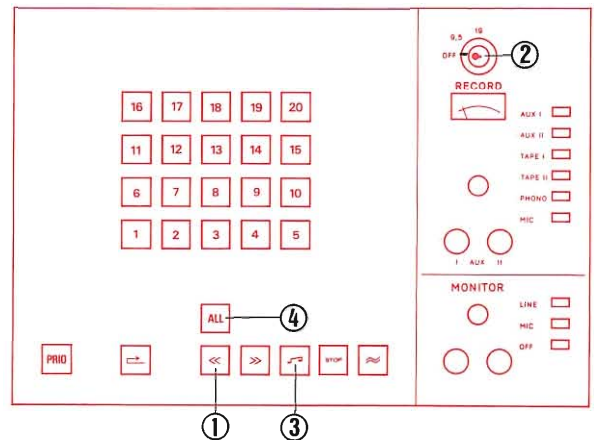 9,5 19
OFF
②
RECORD
16 17 18 19 20
11 12 13 14 15
6 7 8 9 10
1 2 3 4 5
AUX I
AUX II
TAPE I
TAPE II
PHONO
MIC
I AUX II
MONITOR
LINE
MIC
OFF
ALL
④
PRIO
<<
>>
STOP
①
③